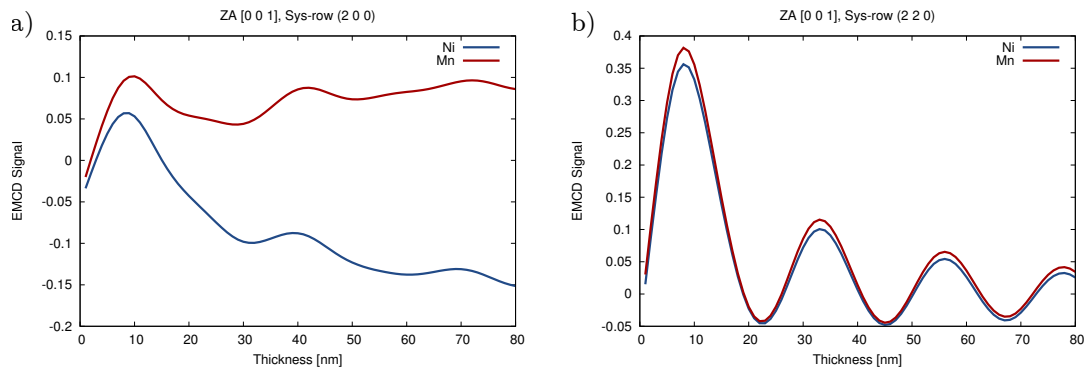 a)
ZA [0 0 1], Sys-row (2 0 0)
0.15
0.1
0.05
0
-0.05
-0.1
-0.15
-0.2
EMCD Signal
Ni
Mn
0 10 20 30 40 50 60 70 80
Thickness [nm]
b)
ZA [0 0 1], Sys-row (2 2 0)
0.4
0.35
0.3
0.25
0.2
0.15
0.1
0.05
0
-0.05
EMCD Signal
Ni
Mn
0 10 20 30 40 50 60 70 80
Thickness [nm]